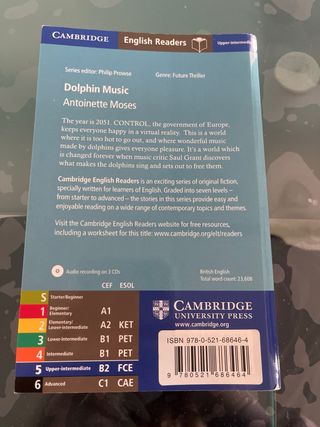 CAMBRIDGE English Readers Upper-intermediate
Series editor: Philip Prowse Genre: Future Thriller
Dolphin Music
Antoinette Moses
The year is 2051. CONTROL, the government of Europe,
keeps everyone happy in a virtual reality. This is a world
where it is too hot to go out, and where wonderful music
made by dolphins gives everyone pleasure. It's a world which
is changed forever when music critic Saul Grant discovers
what makes the dolphins sing and sets out to free them.
Cambridge English Readers is an exciting series of original fiction,
specially written for learners of English. Graded into seven levels –
from starter to advanced – the stories in this series provide easy and
enjoyable reading on a wide range of contemporary topics and themes.
Visit the Cambridge English Readers website for free resources,
including a worksheet for this title: www.cambridge.org/elt/readers
Audio recording on 3 CDs
British English
Total word count: 23,608
CEF ESOL
S Starter/Beginner
1 Beginner/Elementary A1
2 Elementary/Lower-intermediate A2 KET
3 Lower-intermediate B1 PET
4 Intermediate B1 PET
5 Upper-intermediate B2 FCE
6 Advanced C1 CAE
CAMBRIDGE
UNIVERSITY PRESS
www.cambridge.org
ISBN 978-0-521-68646-4
9 780521 686464